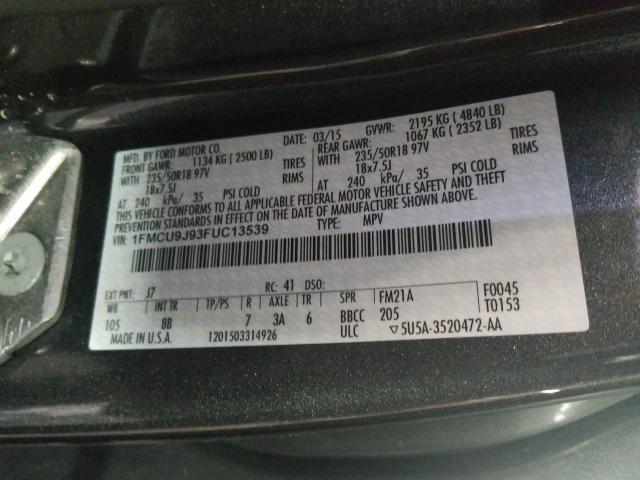 MFD. BY FORD MOTOR CO.
DATE: 03/15
GVWR: 2195 KG ( 4840 LB)
FRONT GAWR: 1134 KG ( 2500 LB)
REAR GAWR: 1067 KG ( 2352 LB)
WITH 235/50R18 97V TIRES
WITH 235/50R18 97V TIRES
18x7.5J RIMS
18x7.5J RIMS
AT 240 kPa/ 35 PSI COLD
AT 240 kPa/ 35 PSI COLD
THIS VEHICLE CONFORMS TO ALL APPLICABLE FEDERAL MOTOR VEHICLE SAFETY AND THEFT
PREVENTION STANDARDS IN EFFECT ON THE DATE OF MANUFACTURE SHOWN ABOVE.
VIN: 1FMCU9J93FUC13539
TYPE: MPV
EXT PNT: J7 RC: 41 DSO: FM21A F0045
WB INT TR TP/PS R AXLE TR SPR 205 T0153
105 8B 7 3A 6 BBCC
MADE IN U.S.A. 1201503314926 ULC ▽5U5A-3520472-AA